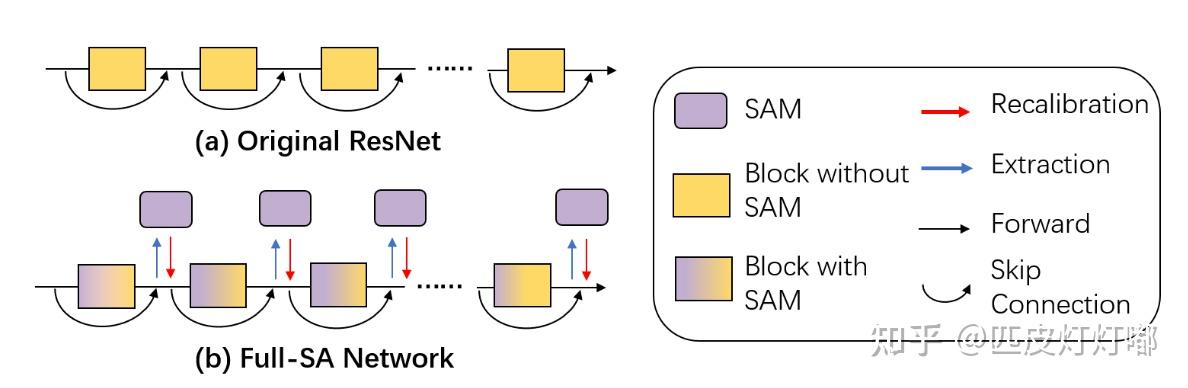 (a) Original ResNet
(b) Full-SA Network
SAM
Block without
SAM
Block with
SAM
Recalibration
Extraction
Forward
Skip
Connection
知乎 @匹皮灯灯嘟